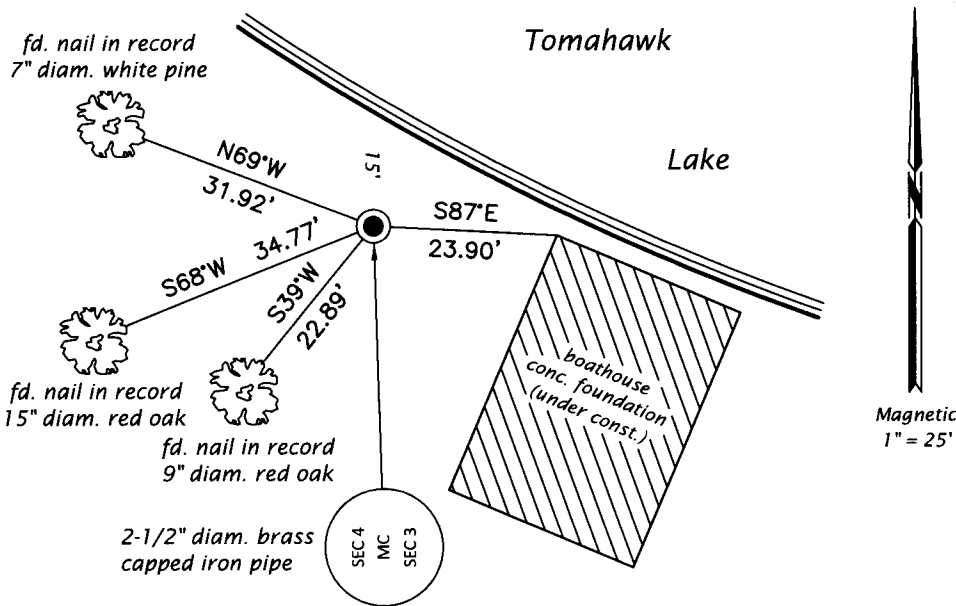 Tomahawk
Lake
fd. nail in record
7" diam. white pine
N69°W
31.92'
15'
S87°E
23.90'
34.77'
S68°W
S39°W
22.89'
fd. nail in record
15" diam. red oak
fd. nail in record
9" diam. red oak
boathouse
conc. foundation
(under const.)
N
Magnetic
1" = 25'
2-1/2" diam. brass
capped iron pipe
SEC 4
MC
SEC 3